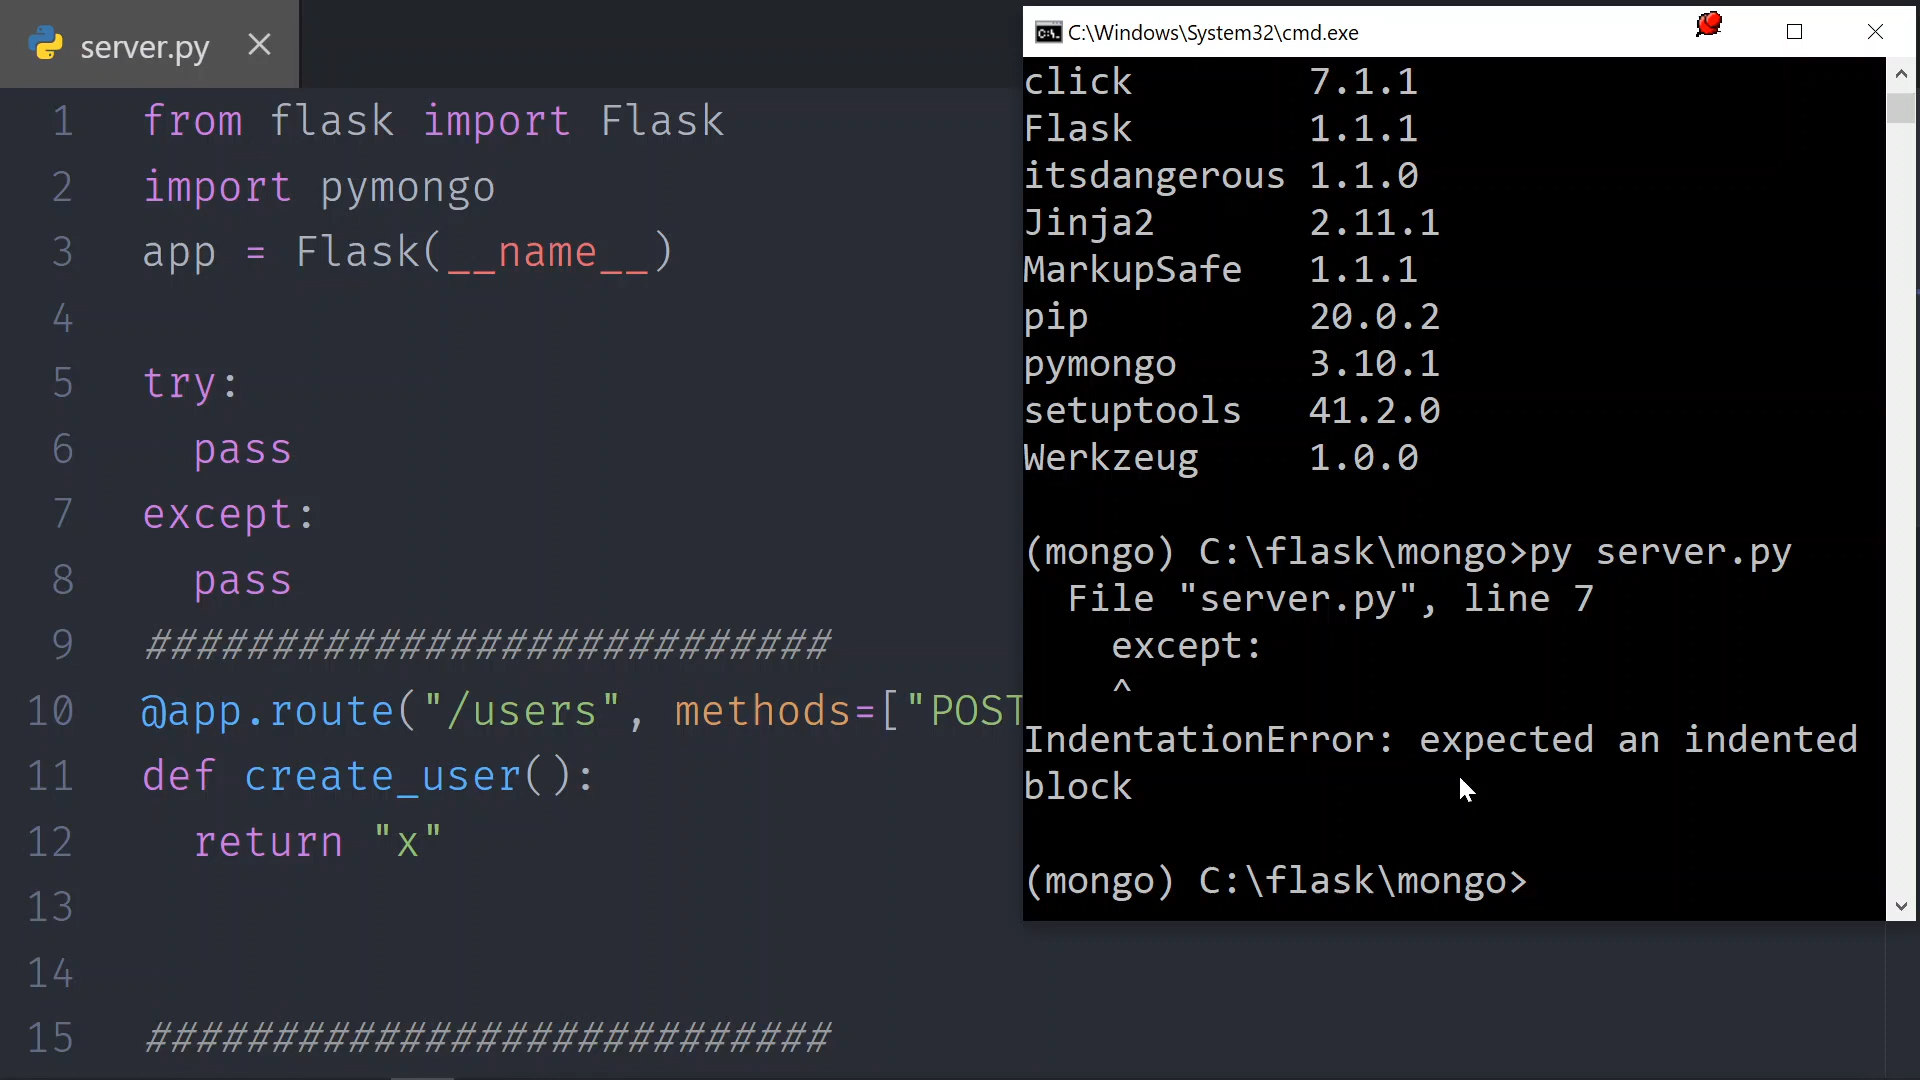 server.py
1 from flask import Flask
2 import pymongo
3 app = Flask(__name__)
4
5 try:
6   pass
7 except:
8   pass
9 ###########################
10 @app.route("/users", methods=["POST
11 def create_user():
12   return "x"
13
14
15 ###########################
C:\Windows\System32\cmd.exe
click 7.1.1
Flask 1.1.1
itsdangerous 1.1.0
Jinja2 2.11.1
MarkupSafe 1.1.1
pip 20.0.2
pymongo 3.10.1
setuptools 41.2.0
Werkzeug 1.0.0
(mongo) C:\flask\mongo>py server.py
  File "server.py", line 7
    except:
    ^
IndentationError: expected an indented
block
(mongo) C:\flask\mongo>